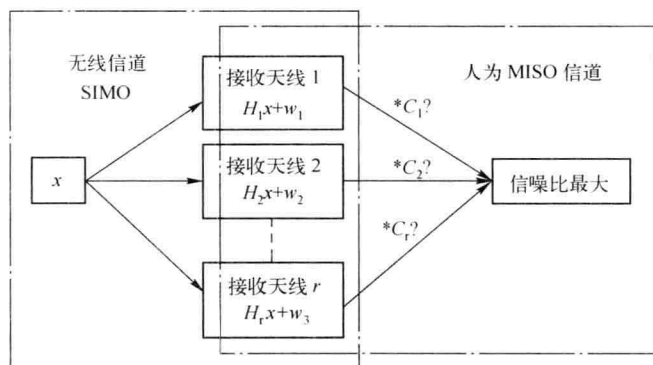 无线信道
SIMO
人为 MISO 信道
接收天线 1
H₁x+w₁
*C₁?
x
接收天线 2
H₂x+w₂
*C₂?
信噪比最大
*Cᵣ?
接收天线 r
Hᵣx+w₃